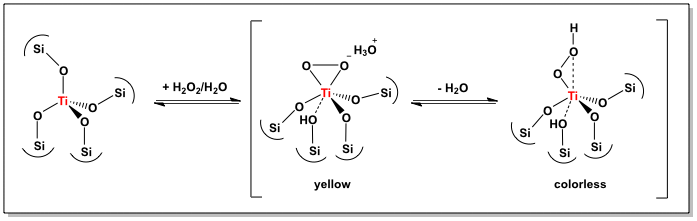 Si
O
Ti
O
Si
O
O
Si
Si
+ H2O2/H2O
O
O
− H3O+
Ti
O
Si
O
HO
O
Si
Si
Si
yellow
- H2O
H
O
O
Ti
O
Si
O
HO
O
Si
Si
Si
colorless